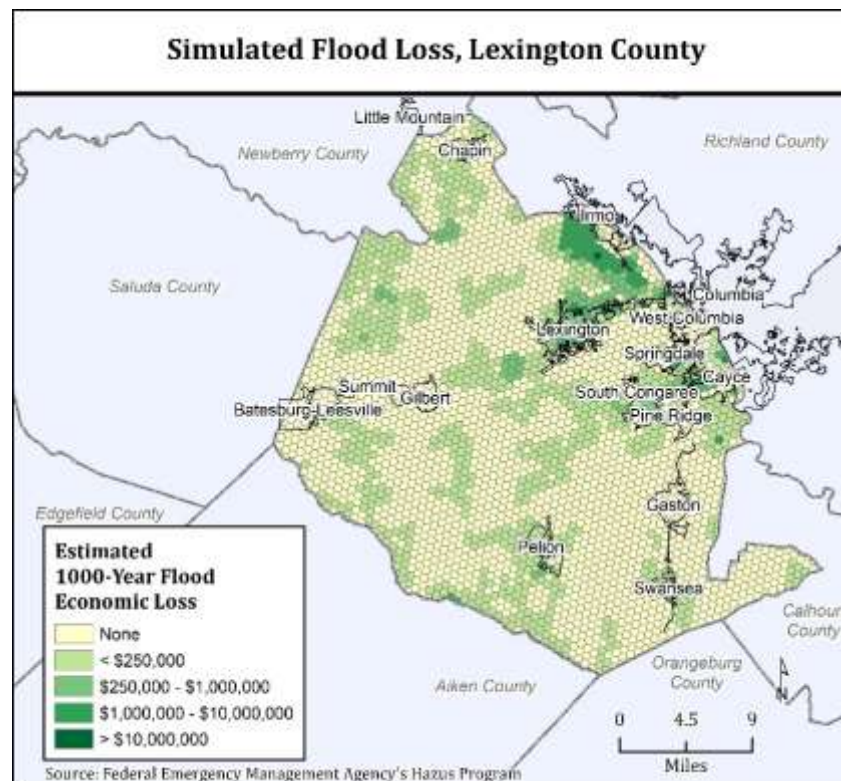 Simulated Flood Loss, Lexington County
Little Mountain
Newberry County
Chapin
Richland County
Irmo
Saluda County
Columbia
West Columbia
Lexington
Springdale
Cayce
Summit
South Congaree
Gilbert
Batesburg-Leesville
Pine Ridge
Gaston
Edgefield County
Pelion
Swansea
Calhoun
County
Orangeburg
County
Aiken County
N
Estimated
1000-Year Flood
Economic Loss
None
< $250,000
$250,000 - $1,000,000
$1,000,000 - $10,000,000
> $10,000,000
0 4.5 9
Miles
Source: Federal Emergency Management Agency's Hazus Program